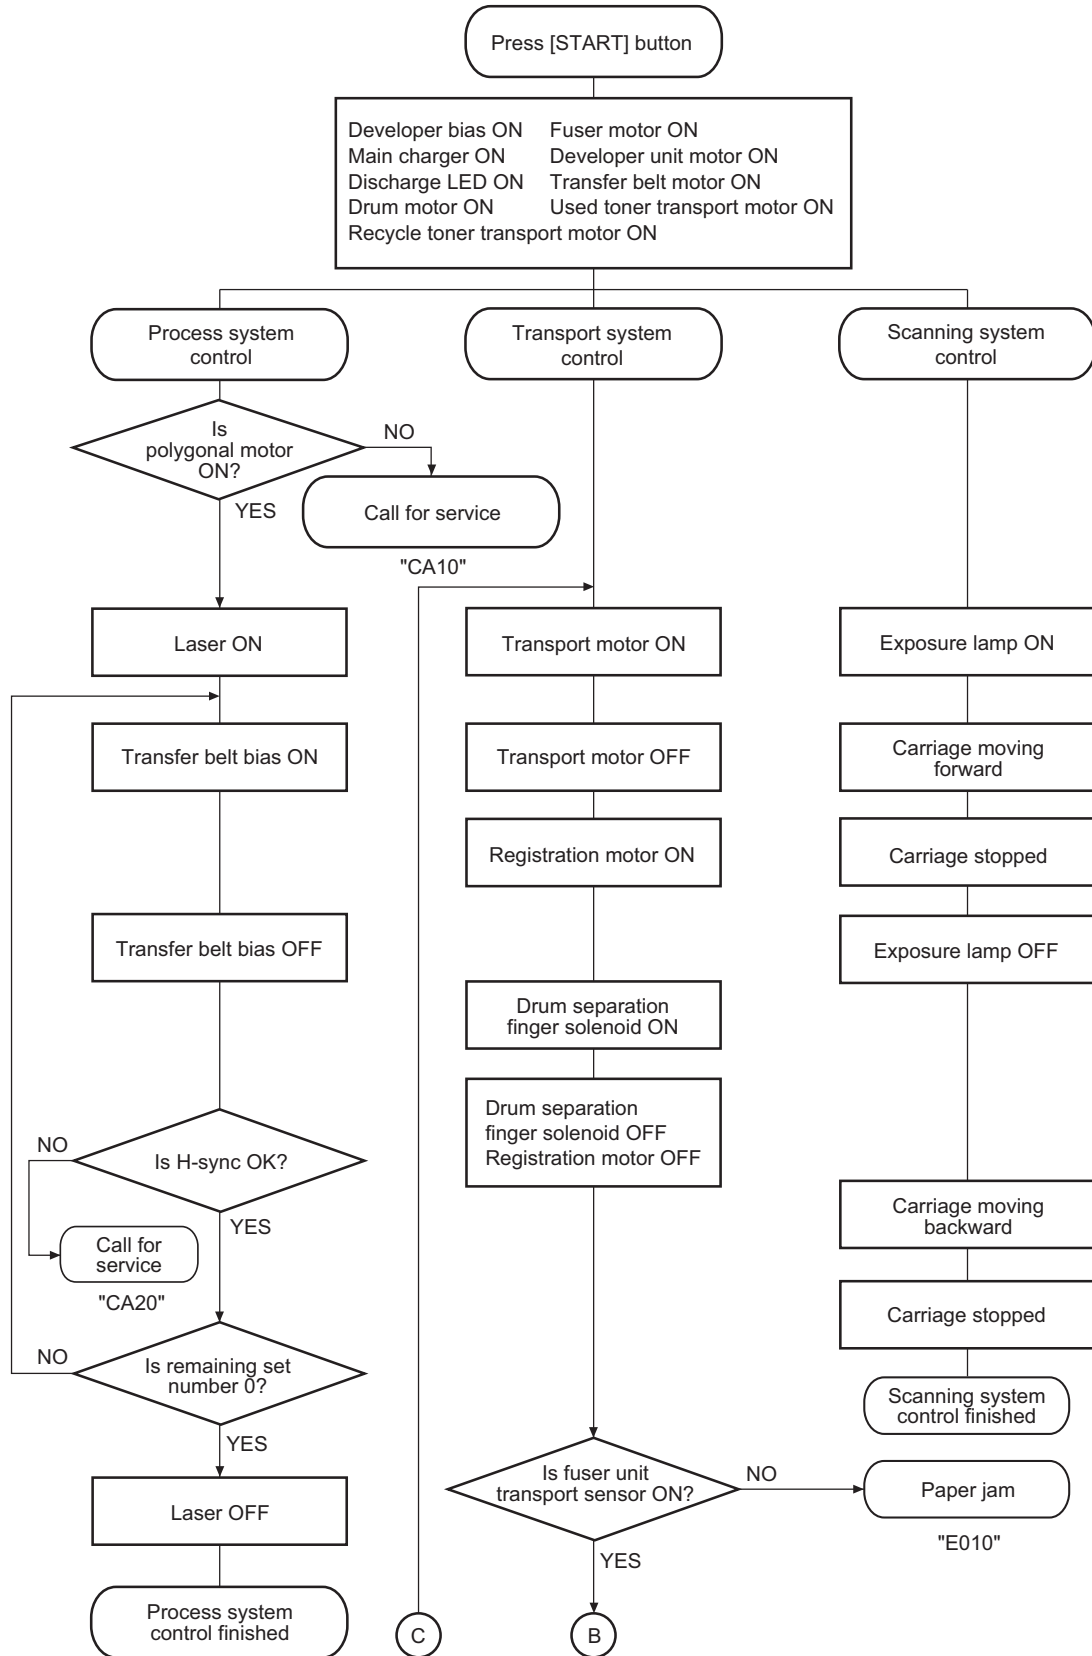 Press [START] button
Developer bias ON Fuser motor ON
Main charger ON Developer unit motor ON
Discharge LED ON Transfer belt motor ON
Drum motor ON Used toner transport motor ON
Recycle toner transport motor ON
Process system
control
Transport system
control
Scanning system
control
Is
polygonal motor
ON?
NO
YES
Call for service
"CA10"
Laser ON
Transport motor ON
Exposure lamp ON
Transfer belt bias ON
Transport motor OFF
Carriage moving
forward
Registration motor ON
Carriage stopped
Transfer belt bias OFF
Exposure lamp OFF
Drum separation
finger solenoid ON
Drum separation
finger solenoid OFF
Registration motor OFF
NO
Is H-sync OK?
YES
Call for
service
"CA20"
Carriage moving
backward
Carriage stopped
NO
Is remaining set
number 0?
YES
Scanning system
control finished
Is fuser unit
transport sensor ON?
NO
Paper jam
"E010"
YES
Laser OFF
Process system
control finished
C
B